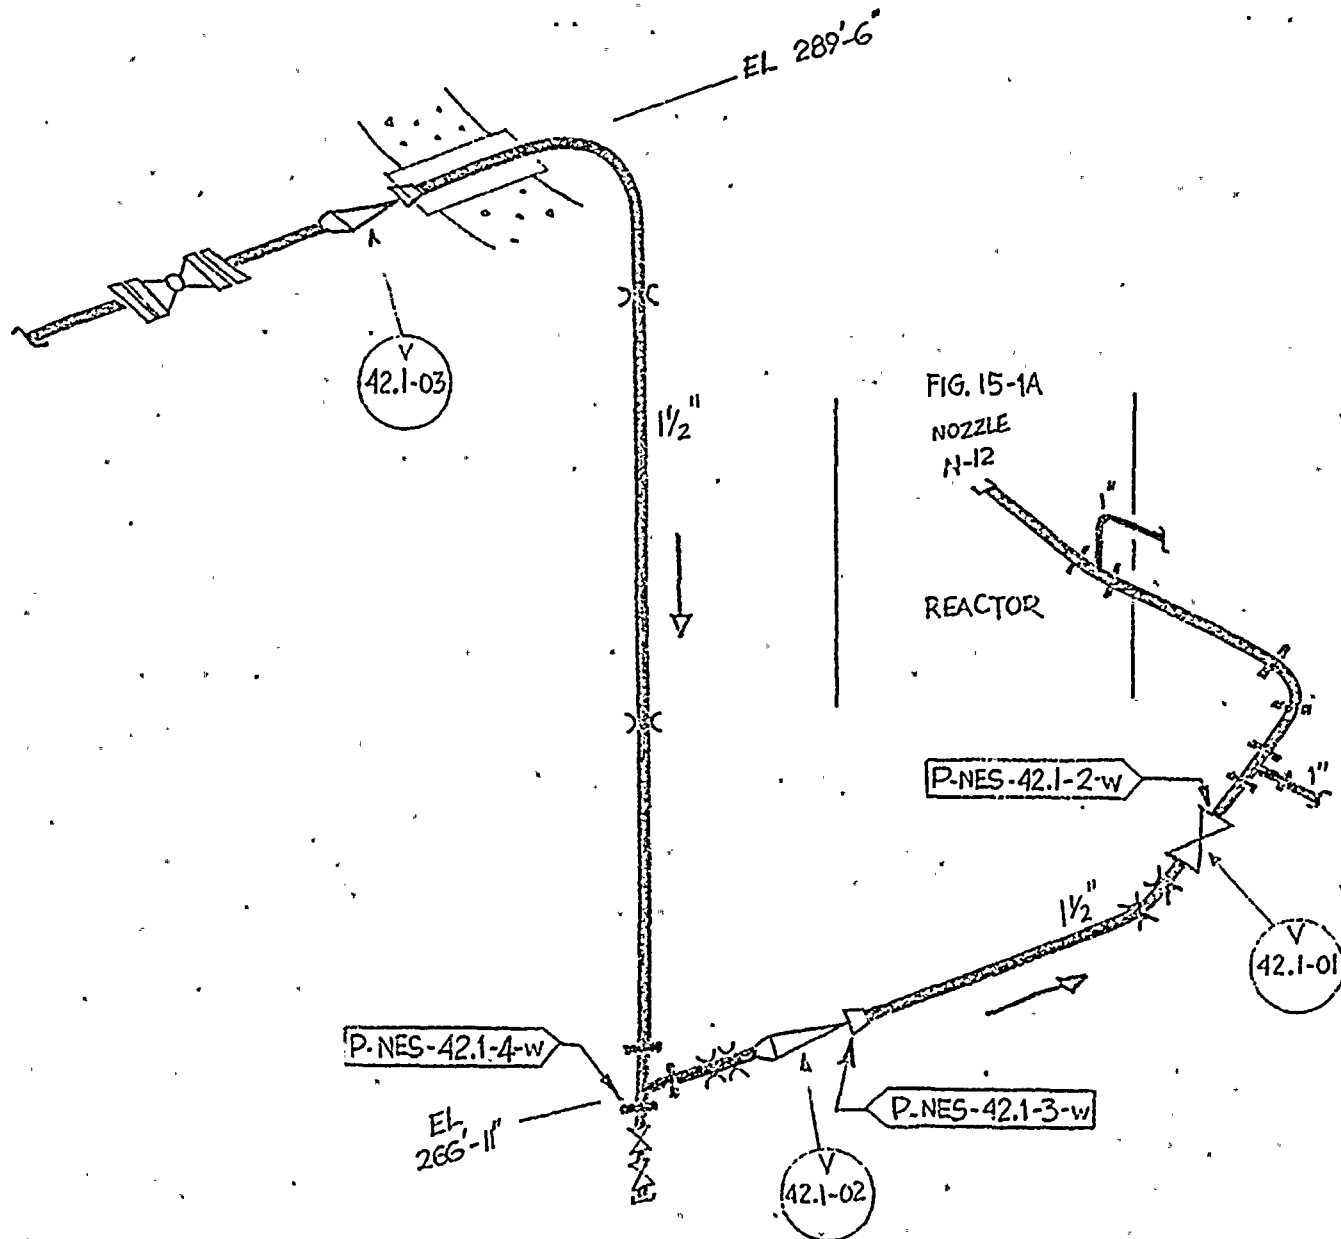 EL 289'-6"
V
42.1-03
1½"
FIG. 15-1A
NOZZLE
N-12
1"
REACTOR
P-NES-42.1-2-W
1"
1½"
V
42.1-01
P-NES-42.1-4-W
EL
266'-11"
P-NES-42.1-3-W
V
42.1-02